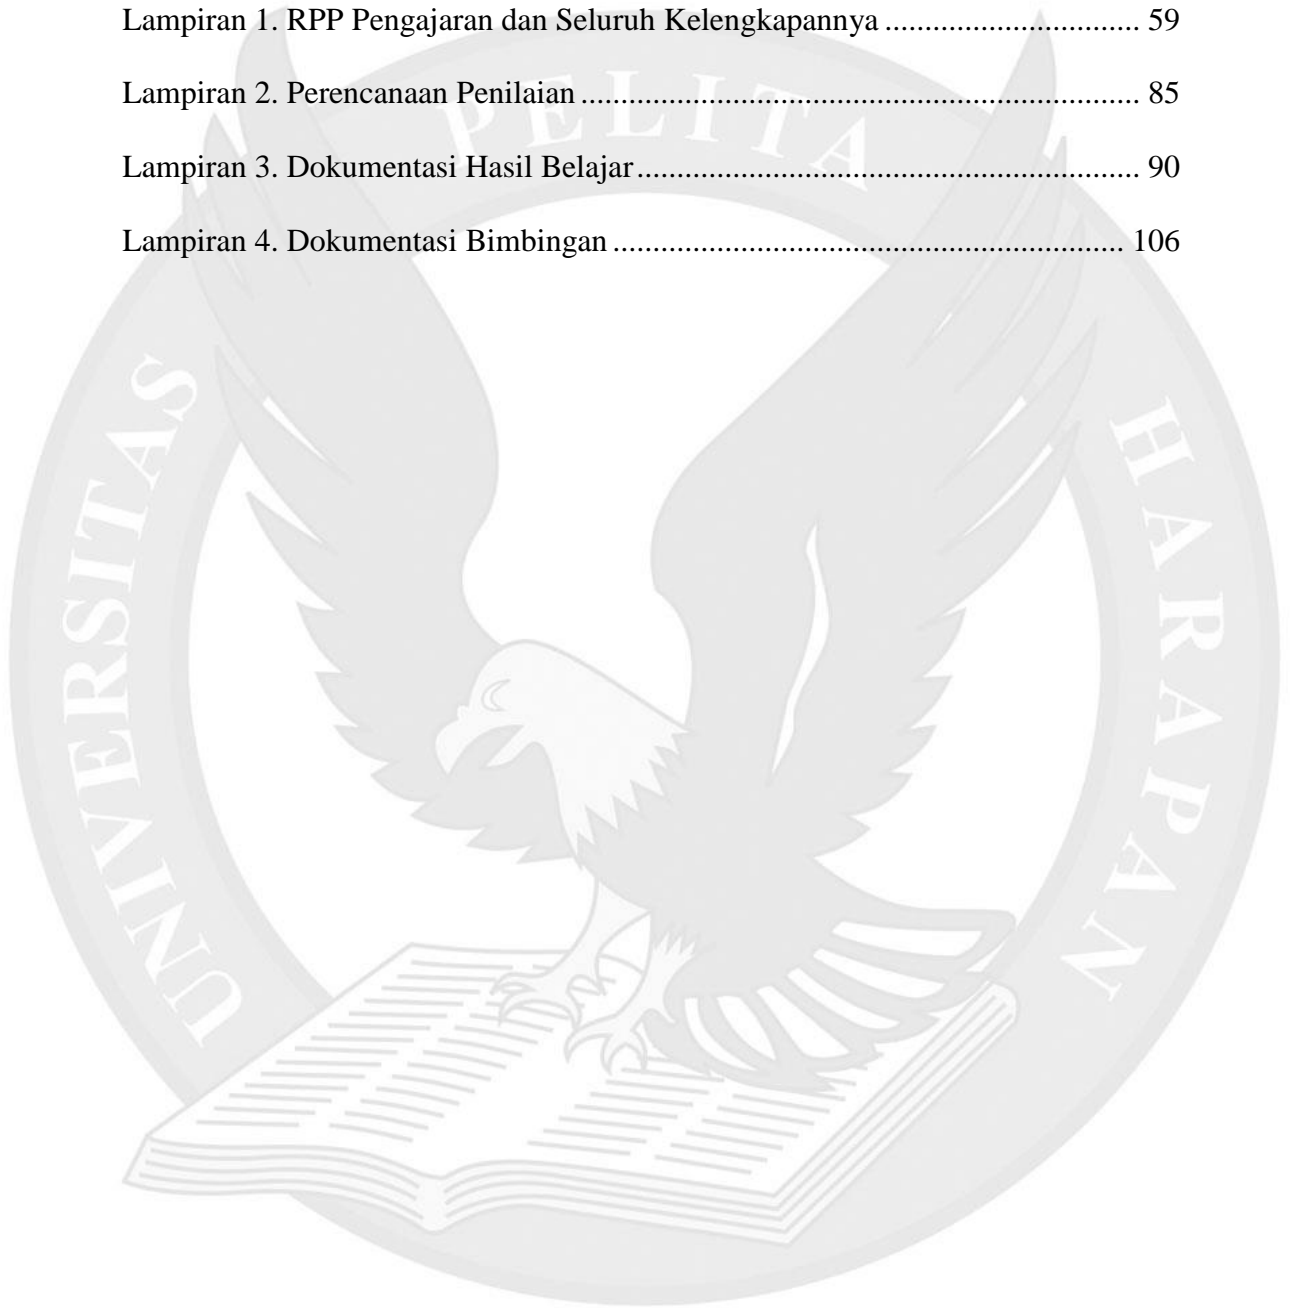 Lampiran 1. RPP Pengajaran dan Seluruh Kelengkapannya ................................ 59
Lampiran 2. Perencanaan Penilaian ...................................................................... 85
Lampiran 3. Dokumentasi Hasil Belajar ............................................................... 90
Lampiran 4. Dokumentasi Bimbingan ................................................................ 106
UNIVERSITAS PELITA HARAPAN